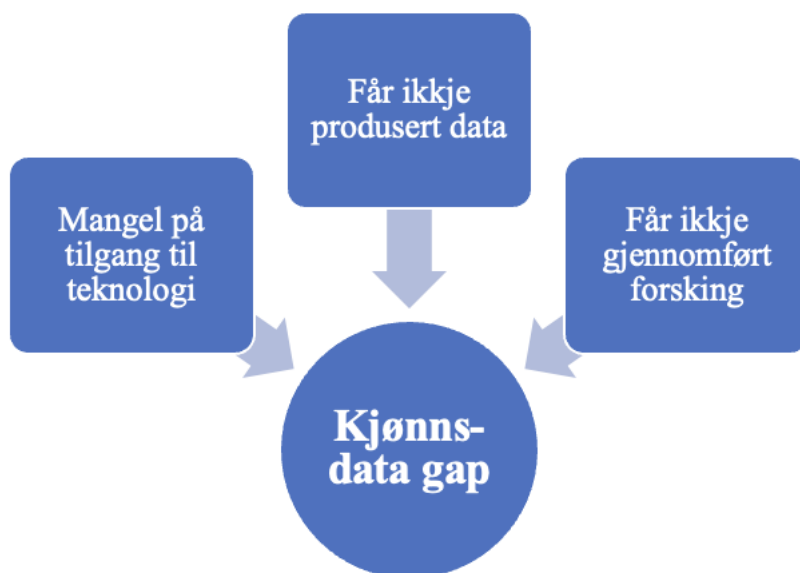 Mangel på
tilgang til
teknologi
Får ikkje
produsert data
Får ikkje
gjennomført
forsking
Kjønns-
data gap